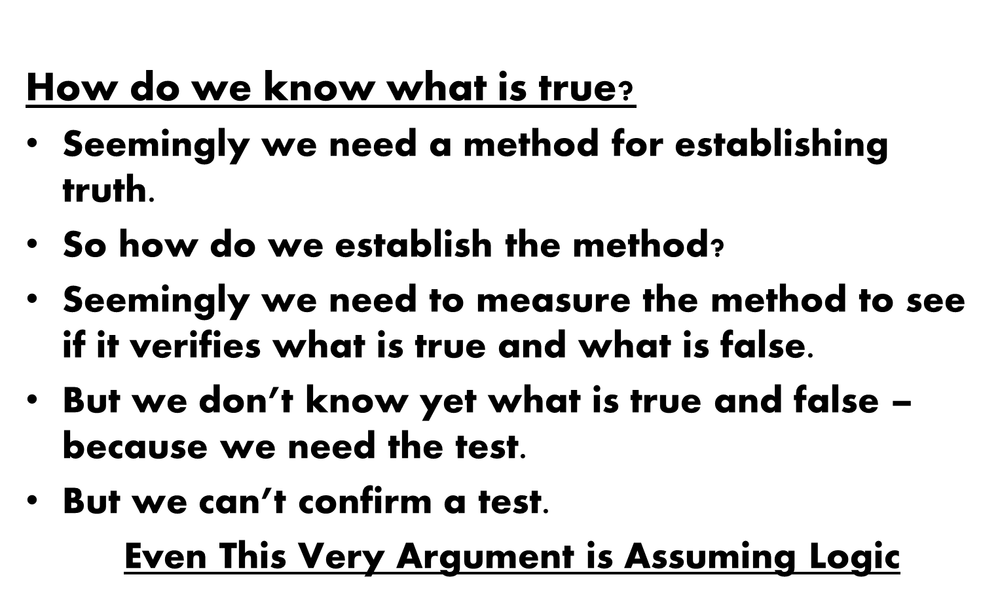 How do we know what is true?
• Seemingly we need a method for establishing
truth.
• So how do we establish the method?
• Seemingly we need to measure the method to see
if it verifies what is true and what is false.
• But we don’t know yet what is true and false –
because we need the test.
• But we can’t confirm a test.
Even This Very Argument is Assuming Logic